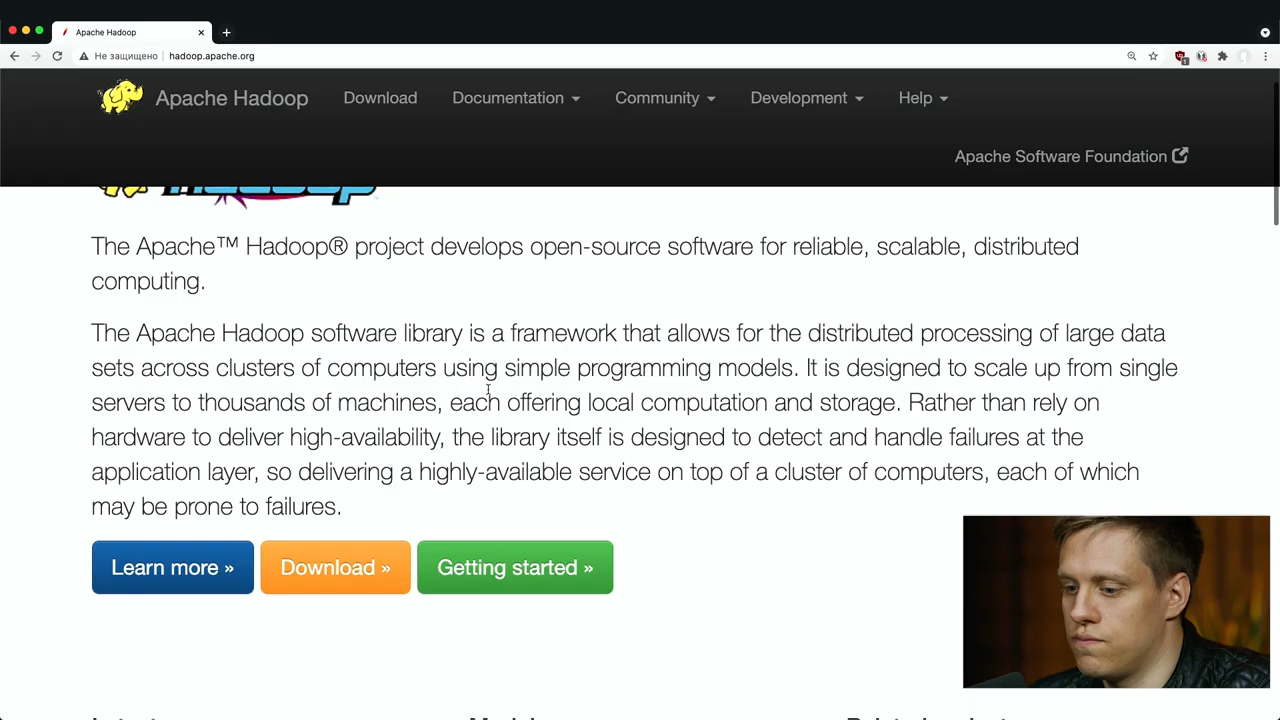 Apache Hadoop
Не защищено | hadoop.apache.org
Apache Hadoop Download Documentation Community Development Help
Apache Software Foundation
The Apache™ Hadoop® project develops open-source software for reliable, scalable, distributed
computing.
The Apache Hadoop software library is a framework that allows for the distributed processing of large data
sets across clusters of computers using simple programming models. It is designed to scale up from single
servers to thousands of machines, each offering local computation and storage. Rather than rely on
hardware to deliver high-availability, the library itself is designed to detect and handle failures at the
application layer, so delivering a highly-available service on top of a cluster of computers, each of which
may be prone to failures.
Learn more » Download » Getting started »